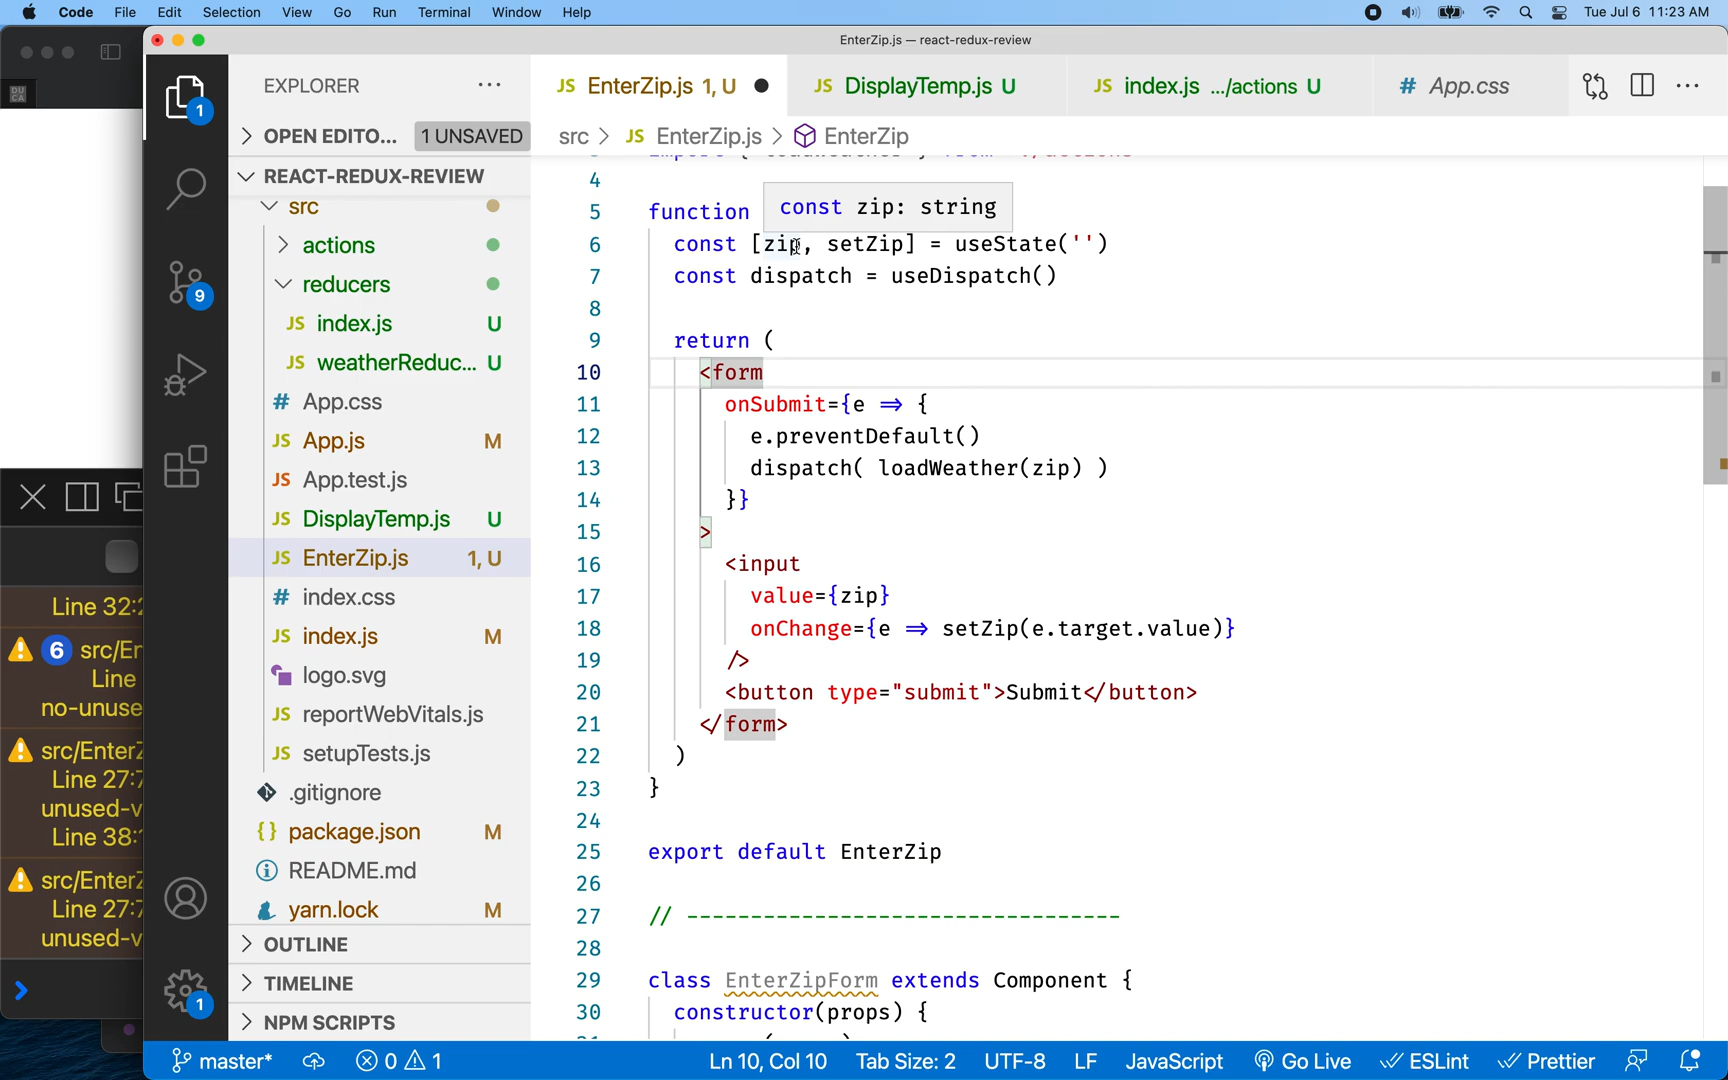 Code File Edit Selection View Go Run Terminal Window Help Tue Jul 6 11:23 AM
EnterZip.js — react-redux-review
EXPLORER ···
JS EnterZip.js 1, U JS DisplayTemp.js U JS index.js .../actions U # App.css ···
OPEN EDITO... 1 UNSAVED
src > JS EnterZip.js > EnterZip
REACT-REDUX-REVIEW
src
actions
reducers
JS index.js U
JS weatherReduc... U
# App.css
JS App.js M
JS App.test.js
JS DisplayTemp.js U
JS EnterZip.js 1, U
# index.css
JS index.js M
logo.svg
JS reportWebVitals.js
JS setupTests.js
.gitignore
{} package.json M
README.md
yarn.lock M
OUTLINE
TIMELINE
NPM SCRIPTS
1
9
1
DU
CA
Line 32:
6 src/En
Line
no-unuse
src/Enter
Line 27:7
unused-v
Line 38:
src/Enter
Line 27:7
unused-v
4
5 function
const zip: string
6 const [zip, setZip] = useState('')
7 const dispatch = useDispatch()
8
9 return (
10 <form
11 onSubmit={e => {
12 e.preventDefault()
13 dispatch( loadWeather(zip) )
14 }}
15 >
16 <input
17 value={zip}
18 onChange={e => setZip(e.target.value)}
19 />
20 <button type="submit">Submit</button>
21 </form>
22 )
23 }
24
25 export default EnterZip
26
27 // ----------------------------------
28
29 class EnterZipForm extends Component {
30 constructor(props) {
master* 0 1 Ln 10, Col 10 Tab Size: 2 UTF-8 LF JavaScript Go Live ESLint Prettier